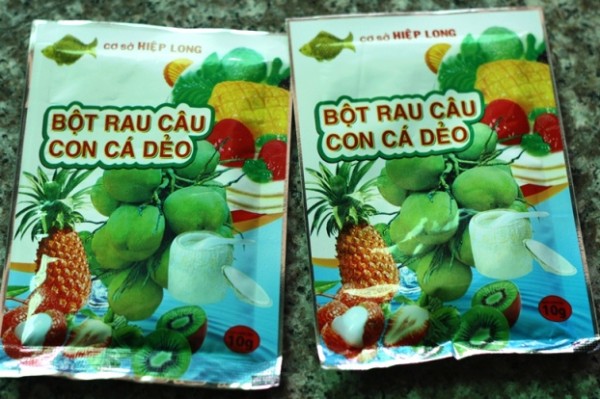 CƠ SỞ HIỆP LONG
BỘT RAU CÂU
CON CÁ DẺO
10g
CƠ SỞ HIỆP LONG
BỘT RAU CÂU
CON CÁ DẺO
10g